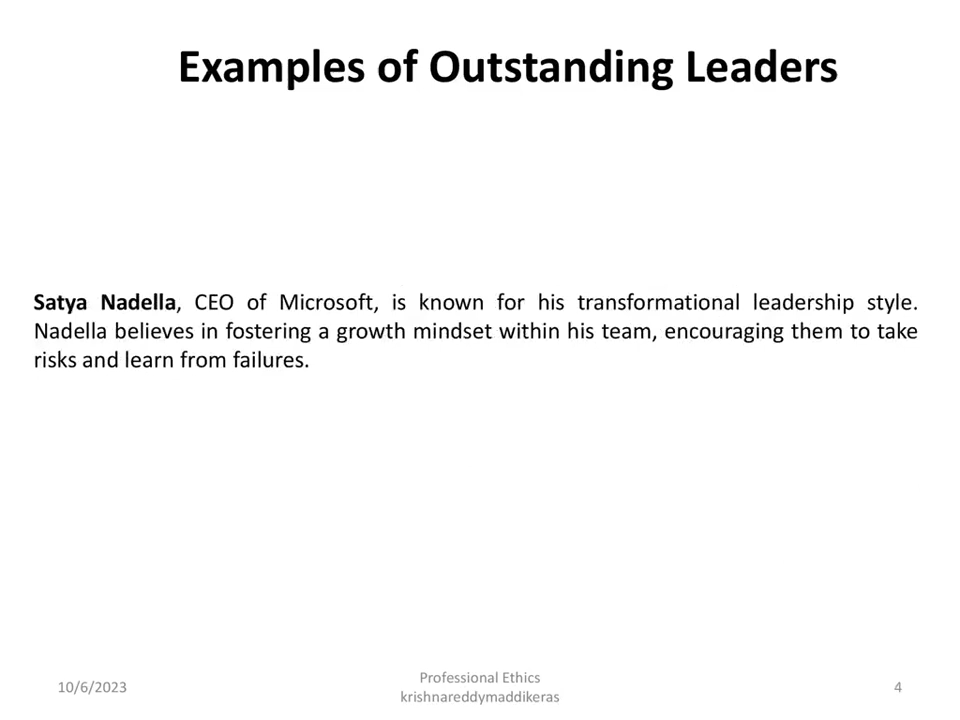 Examples of Outstanding Leaders
Satya Nadella, CEO of Microsoft, is known for his transformational leadership style.
Nadella believes in fostering a growth mindset within his team, encouraging them to take
risks and learn from failures.
10/6/2023
Professional Ethics
krishnareddymaddikeras
4